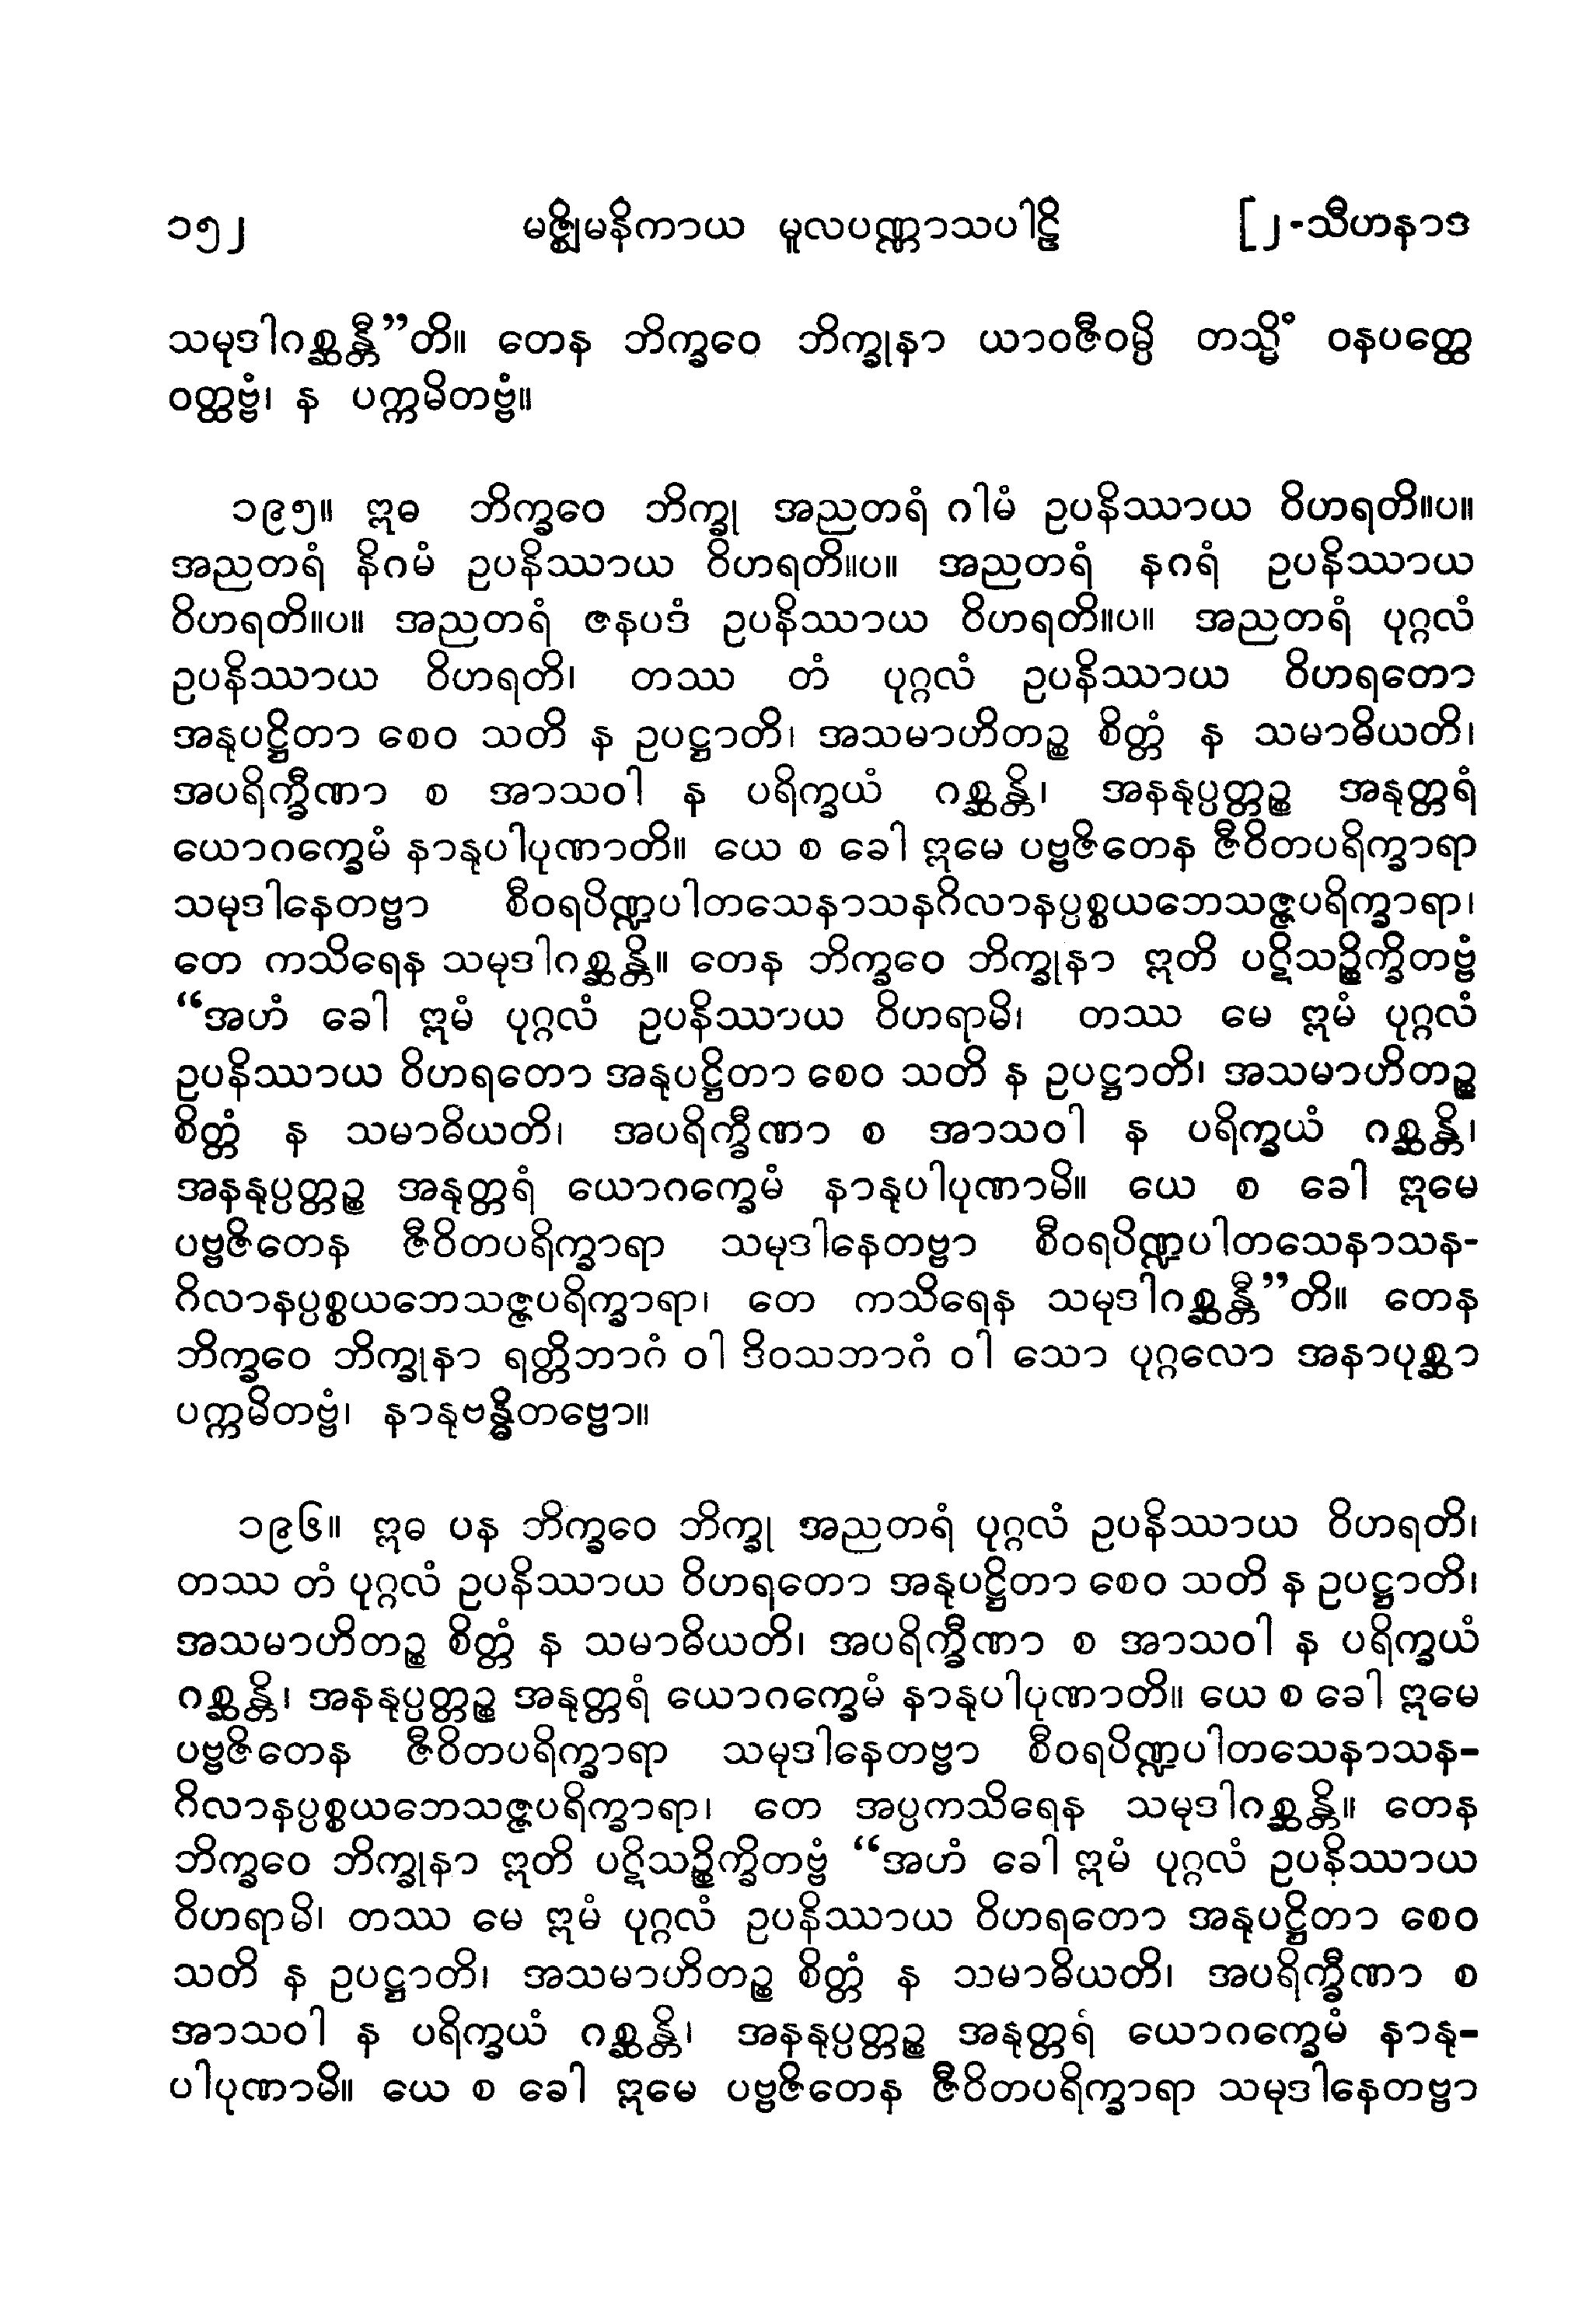 ၁၅၂ မဇ္ဈိမနိကာယ မူလပဏ္ဏာသပါဠိ [၂-သီဟနာဒ
သမုဒါဂစ္ဆန္တီ”တိ။ တေန ဘိက္ခဝေ ဘိက္ခုနာ ယာဝဇီဝမ္ပိ တသ္မိံ ဝနပတ္ထေ
ဝတ္ထဗ္ဗံ၊ န ပက္ကမိတဗ္ဗံ။
၁၉၅။ ဣဓ ဘိက္ခဝေ ဘိက္ခု အညတရံ ဂါမံ ဥပနိဿာယ ဝိဟရတိ။ပ။
အညတရံ နိဂမံ ဥပနိဿာယ ဝိဟရတိ။ပ။ အညတရံ နဂရံ ဥပနိဿာယ
ဝိဟရတိ။ပ။ အညတရံ ဇနပဒံ ဥပနိဿာယ ဝိဟရတိ။ပ။ အညတရံ ပုဂ္ဂလံ
ဥပနိဿာယ ဝိဟရတိ၊ တဿ တံ ပုဂ္ဂလံ ဥပနိဿာယ ဝိဟရတော
အနုပဋ္ဌိတာ စေဝ သတိ န ဥပဋ္ဌာတိ၊ အသမာဟိတဉ္စ စိတ္တံ န သမာဓိယတိ၊
အပရိက္ခီဏာ စ အာသဝါ န ပရိက္ခယံ ဂစ္ဆန္တိ၊ အနနုပ္ပတ္တဉ္စ အနုတ္တရံ
ယောဂက္ခေမံ နာနုပါပုဏာတိ။ ယေ စ ခေါ ဣမေ ပဗ္ဗဇိတေန ဇီဝိတပရိက္ခာရာ
သမုဒါနေတဗ္ဗာ စီဝရပိဏ္ဍပါတသေနာသနဂိလာနပ္ပစ္စယဘေသဇ္ဇပရိက္ခာရာ၊
တေ ကသိရေန သမုဒါဂစ္ဆန္တိ။ တေန ဘိက္ခဝေ ဘိက္ခုနာ ဣတိ ပဋိသဉ္စိက္ခိတဗ္ဗံ
“အဟံ ခေါ ဣမံ ပုဂ္ဂလံ ဥပနိဿာယ ဝိဟရာမိ၊ တဿ မေ ဣမံ ပုဂ္ဂလံ
ဥပနိဿာယ ဝိဟရတော အနုပဋ္ဌိတာ စေဝ သတိ န ဥပဋ္ဌာတိ၊ အသမာဟိတဉ္စ
စိတ္တံ န သမာဓိယတိ၊ အပရိက္ခီဏာ စ အာသဝါ န ပရိက္ခယံ ဂစ္ဆန္တိ၊
အနနုပ္ပတ္တဉ္စ အနုတ္တရံ ယောဂက္ခေမံ နာနုပါပုဏာမိ။ ယေ စ ခေါ ဣမေ
ပဗ္ဗဇိတေန ဇီဝိတပရိက္ခာရာ သမုဒါနေတဗ္ဗာ စီဝရပိဏ္ဍပါတသေနာသန-
ဂိလာနပ္ပစ္စယဘေသဇ္ဇပရိက္ခာရာ၊ တေ ကသိရေန သမုဒါဂစ္ဆန္တီ”တိ။ တေန
ဘိက္ခဝေ ဘိက္ခုနာ ရတ္တိဘာဂံ ဝါ ဒိဝသဘာဂံ ဝါ သော ပုဂ္ဂလော အနာပုစ္ဆာ
ပက္ကမိတဗ္ဗံ၊ နာနုဗန္ဓိတဗ္ဗော။
၁၉၆။ ဣဓ ပန ဘိက္ခဝေ ဘိက္ခု အညတရံ ပုဂ္ဂလံ ဥပနိဿာယ ဝိဟရတိ၊
တဿ တံ ပုဂ္ဂလံ ဥပနိဿာယ ဝိဟရတော အနုပဋ္ဌိတာ စေဝ သတိ န ဥပဋ္ဌာတိ၊
အသမာဟိတဉ္စ စိတ္တံ န သမာဓိယတိ၊ အပရိက္ခီဏာ စ အာသဝါ န ပရိက္ခယံ
ဂစ္ဆန္တိ၊ အနနုပ္ပတ္တဉ္စ အနုတ္တရံ ယောဂက္ခေမံ နာနုပါပုဏာတိ။ ယေ စ ခေါ ဣမေ
ပဗ္ဗဇိတေန ဇီဝိတပရိက္ခာရာ သမုဒါနေတဗ္ဗာ စီဝရပိဏ္ဍပါတသေနာသန-
ဂိလာနပ္ပစ္စယဘေသဇ္ဇပရိက္ခာရာ၊ တေ အပ္ပကသိရေန သမုဒါဂစ္ဆန္တိ။ တေန
ဘိက္ခဝေ ဘိက္ခုနာ ဣတိ ပဋိသဉ္စိက္ခိတဗ္ဗံ “အဟံ ခေါ ဣမံ ပုဂ္ဂလံ ဥပနိဿာယ
ဝိဟရာမိ၊ တဿ မေ ဣမံ ပုဂ္ဂလံ ဥပနိဿာယ ဝိဟရတော အနုပဋ္ဌိတာ စေဝ
သတိ န ဥပဋ္ဌာတိ၊ အသမာဟိတဉ္စ စိတ္တံ န သမာဓိယတိ၊ အပရိက္ခီဏာ စ
အာသဝါ န ပရိက္ခယံ ဂစ္ဆန္တိ၊ အနနုပ္ပတ္တဉ္စ အနုတ္တရံ ယောဂက္ခေမံ နာနု-
ပါပုဏာမိ။ ယေ စ ခေါ ဣမေ ပဗ္ဗဇိတေန ဇီဝိတပရိက္ခာရာ သမုဒါနေတဗ္ဗာ